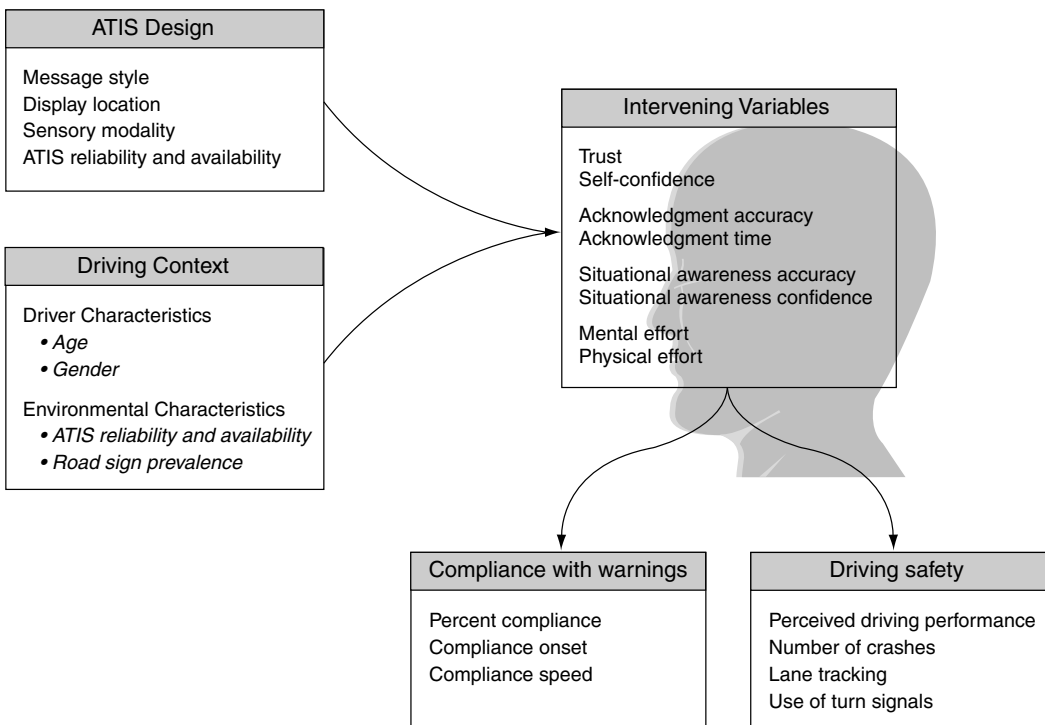 ATIS Design
Message style
Display location
Sensory modality
ATIS reliability and availability
Driving Context
Driver Characteristics
• Age
• Gender
Environmental Characteristics
• ATIS reliability and availability
• Road sign prevalence
Intervening Variables
Trust
Self-confidence
Acknowledgment accuracy
Acknowledgment time
Situational awareness accuracy
Situational awareness confidence
Mental effort
Physical effort
Compliance with warnings
Percent compliance
Compliance onset
Compliance speed
Driving safety
Perceived driving performance
Number of crashes
Lane tracking
Use of turn signals